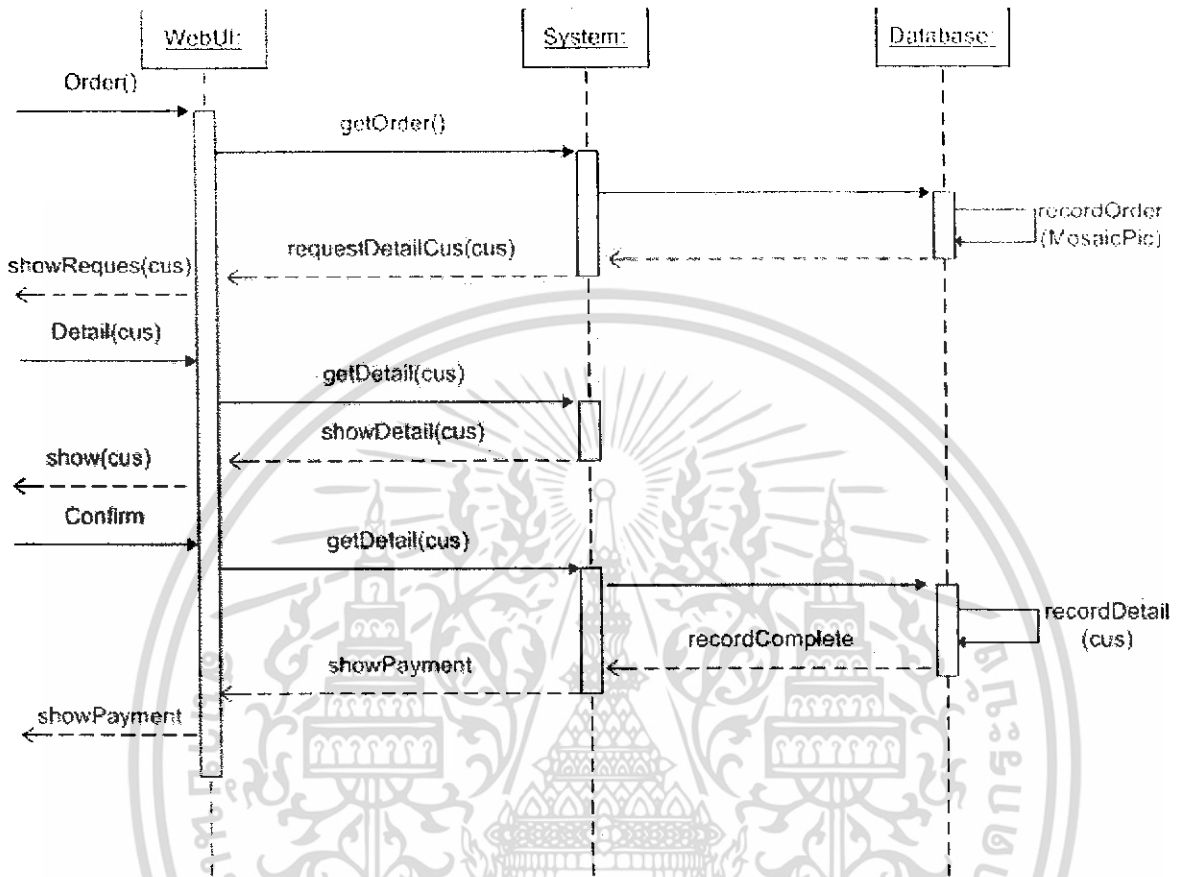 WebUI:
System:
Database:
Order()
getOrder()
recordOrder
(MosaicPic)
requestDetailCus(cus)
showReques(cus)
Detail(cus)
getDetail(cus)
showDetail(cus)
show(cus)
Confirm
getDetail(cus)
recordDetail
(cus)
recordComplete
showPayment
showPayment